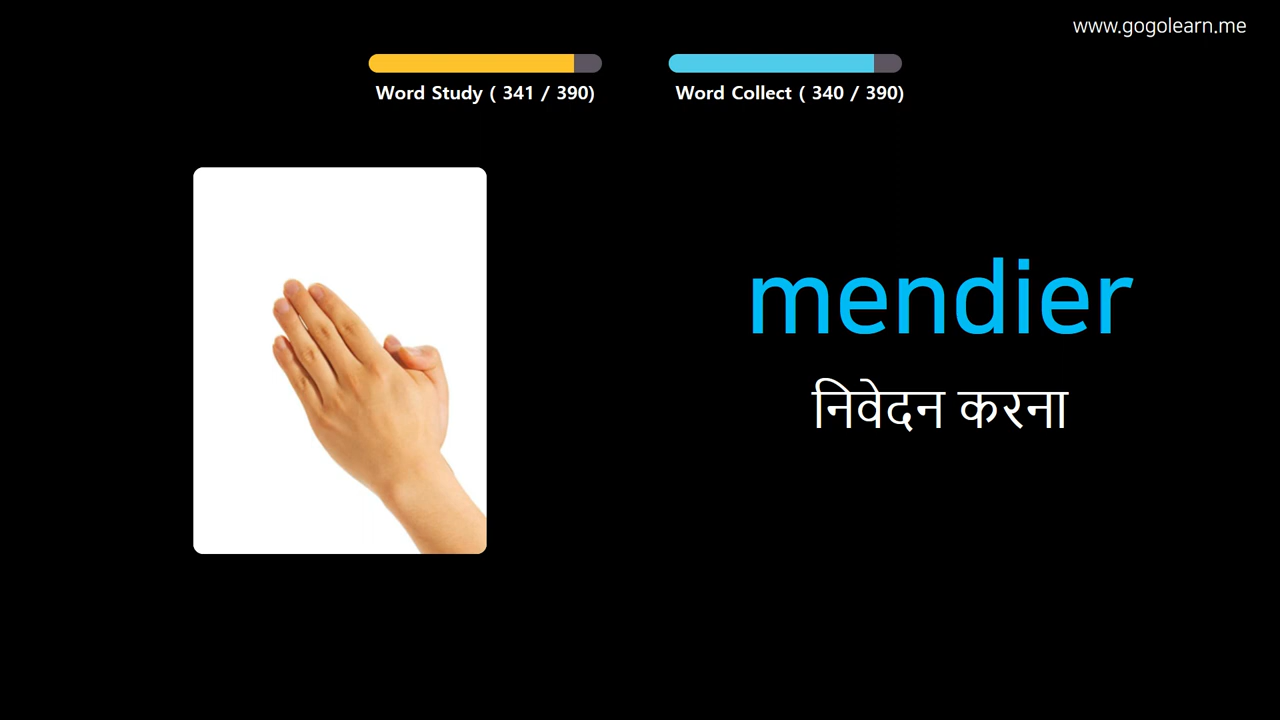 www.gogolearn.me
Word Study ( 341 / 390)
Word Collect ( 340 / 390)
mendier
निवेदन करना